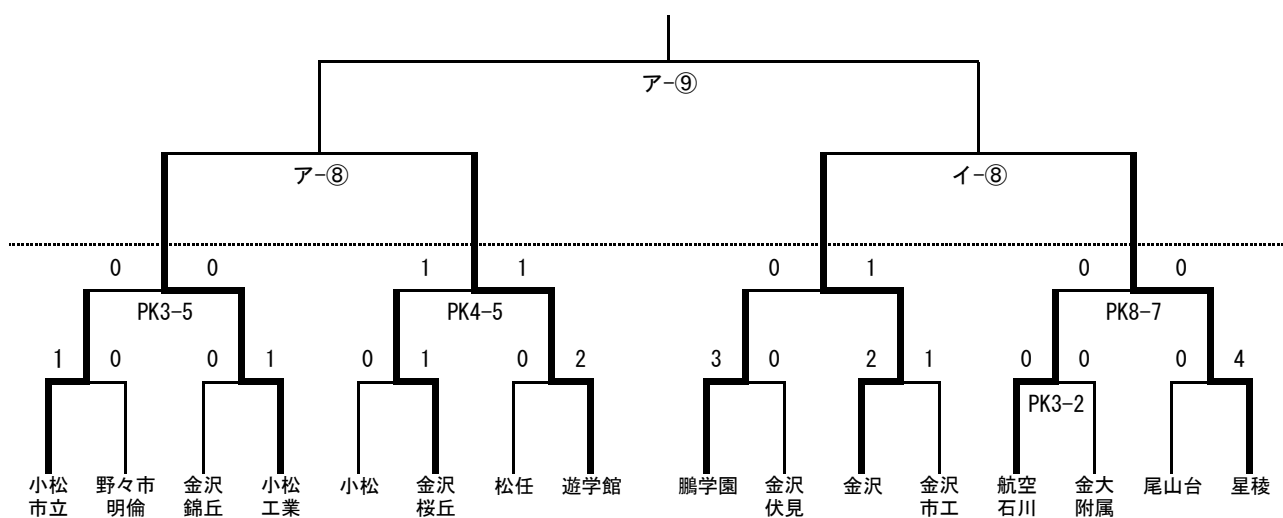 ア-⑨
ア-⑧ イ-⑧
0 0 1 1 0 1 0 0
PK3-5 PK4-5 PK8-7
1 0 0 1 0 1 0 2 3 0 2 1 0 0 0 4
PK3-2
小松 野々市 金沢 小松 小松 金沢 松任 遊学館 鵬学園 金沢 金沢 金沢 航空 金大 尾山台 星稜
市立 明倫 錦丘 工業 桜丘 伏見 市工 石川 附属